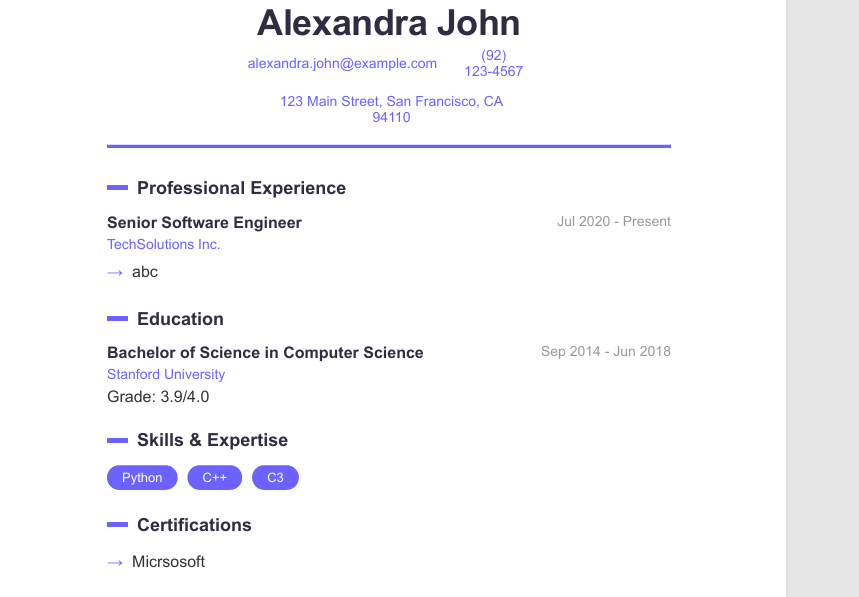 Alexandra John
alexandra.john@example.com
(92)
123-4567
123 Main Street, San Francisco, CA
94110
Professional Experience
Senior Software Engineer Jul 2020 - Present
TechSolutions Inc.
→ abc
Education
Bachelor of Science in Computer Science Sep 2014 - Jun 2018
Stanford University
Grade: 3.9/4.0
Skills & Expertise
Python C++ C3
Certifications
→ Micrsosoft